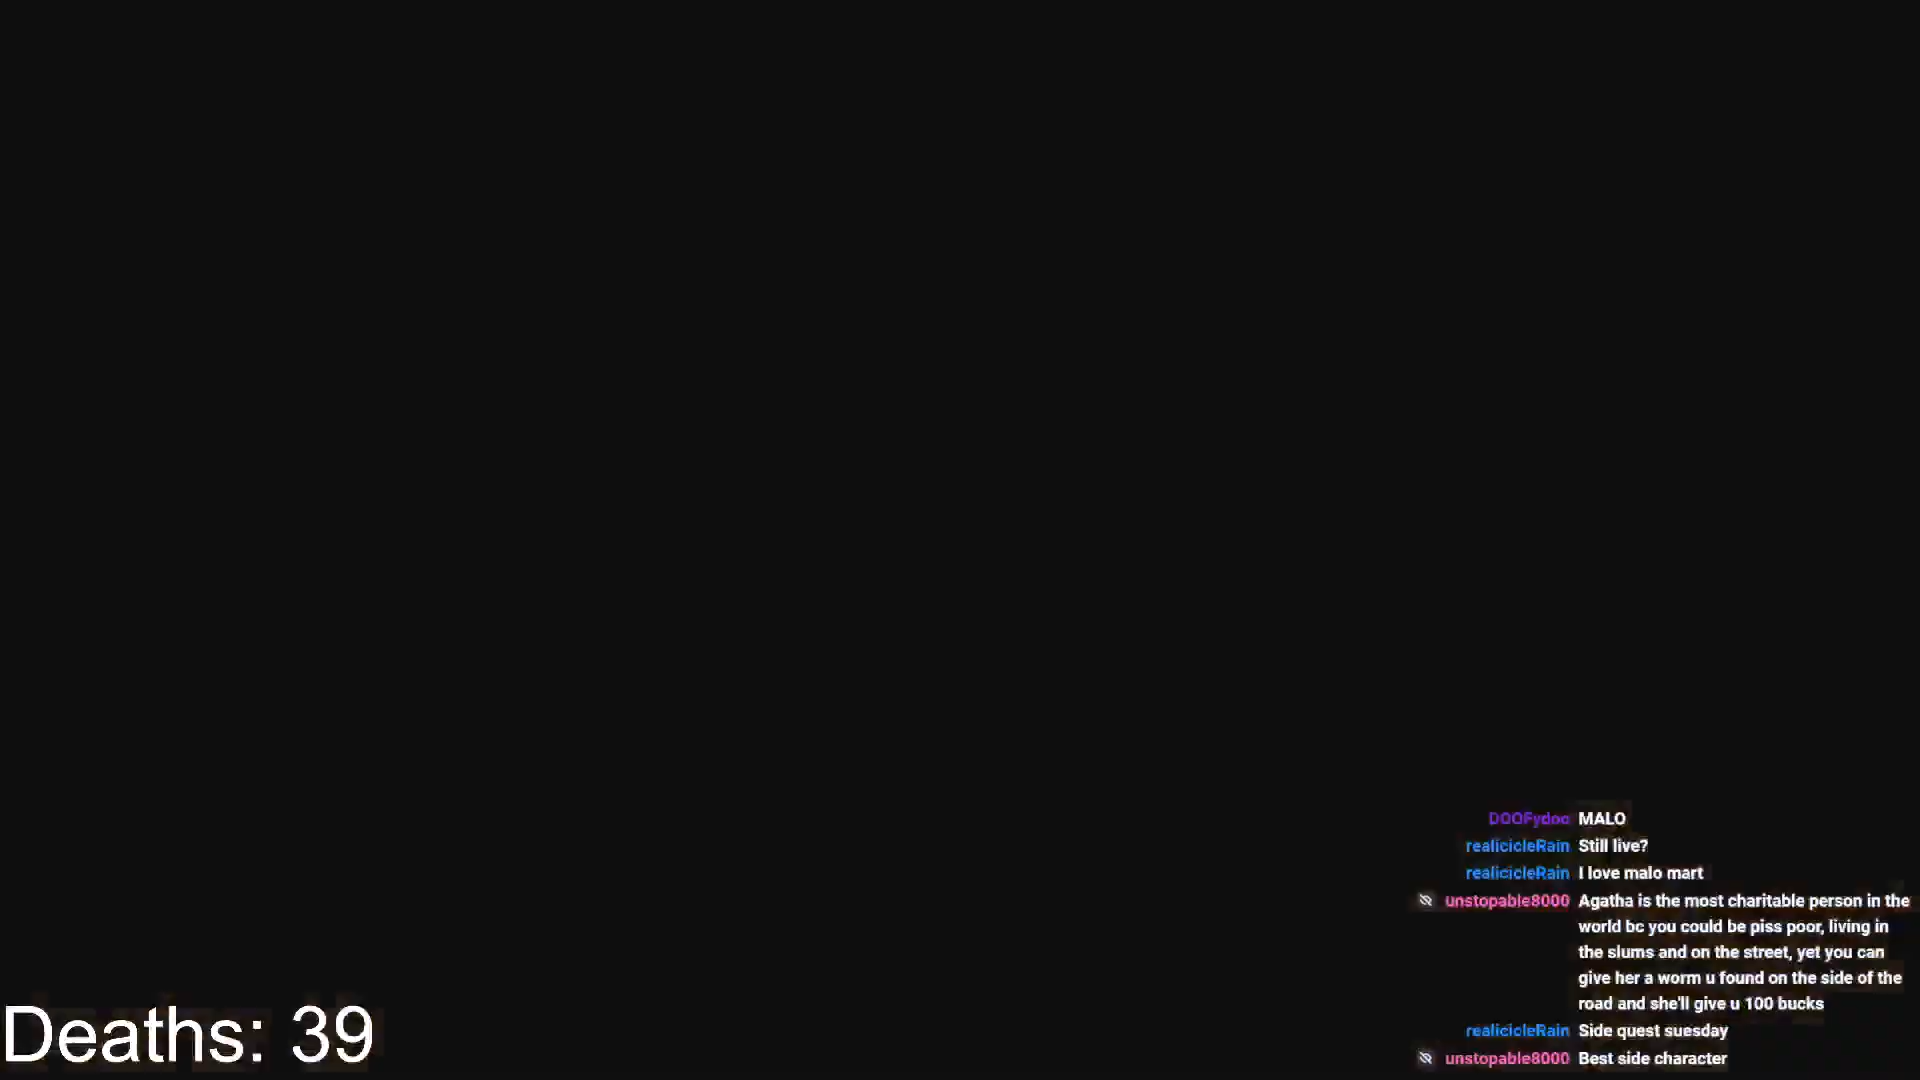 DOOFydoo MALO
realicicleRain Still live?
realicicleRain I love malo mart
unstopable8000 Agatha is the most charitable person in the
world bc you could be piss poor, living in
the slums and on the street, yet you can
give her a worm u found on the side of the
road and she'll give u 100 bucks
realicicleRain Side quest suesday
unstopable8000 Best side character
Deaths: 39